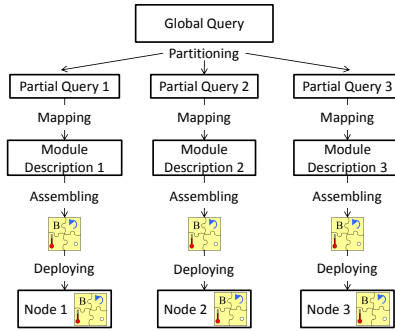 Global Query
Partitioning
Partial Query 1 Partial Query 2 Partial Query 3
Mapping Mapping Mapping
Module Module Module
Description 1 Description 2 Description 3
Assembling Assembling Assembling
B B B
Deploying Deploying Deploying
Node 1 B Node 2 B Node 3 B